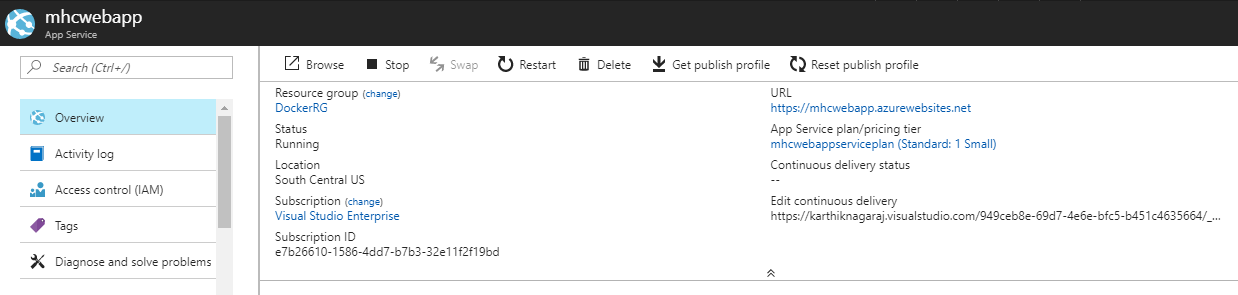 mhcwebapp
App Service
Search (Ctrl+/)
Overview
Activity log
Access control (IAM)
Tags
Diagnose and solve problems
Browse Stop Swap Restart Delete Get publish profile Reset publish profile
Resource group (change)
DockerRG
Status
Running
Location
South Central US
Subscription (change)
Visual Studio Enterprise
Subscription ID
e7b26610-1586-4dd7-b7b3-32e11f2f19bd
URL
https://mhcwebapp.azurewebsites.net
App Service plan/pricing tier
mhcwebappserviceplan (Standard: 1 Small)
Continuous delivery status
--
Edit continuous delivery
https://karthiknagaraj.visualstudio.com/949ceb8e-69d7-4e6e-bfc5-b451c4635664/_...